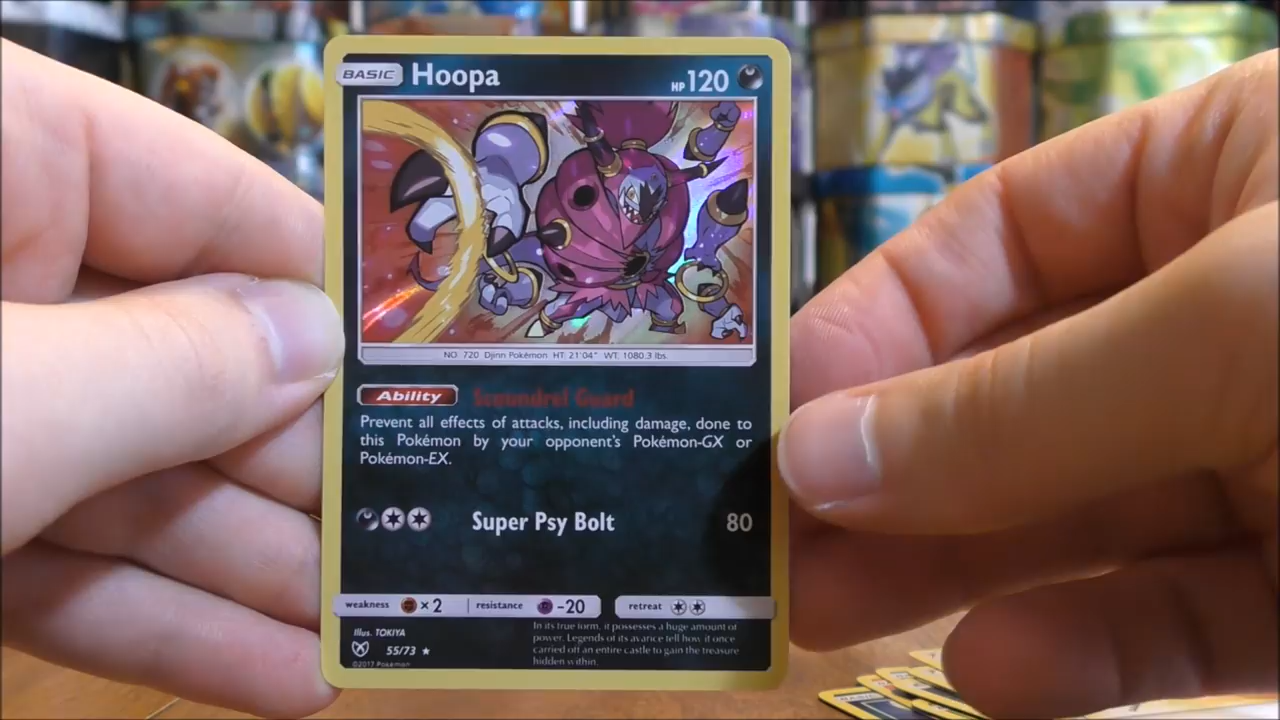 BASIC Hoopa HP 120
NO. 720 Djinn Pokémon HT: 21'04" WT: 1080.3 lbs.
Ability Scoundrel Guard
Prevent all effects of attacks, including damage, done to
this Pokémon by your opponent's Pokémon-GX or
Pokémon-EX.
Super Psy Bolt 80
weakness × 2 resistance -20 retreat
Illus. TOKIYA
55/73
©2017 Pokémon
In its true form, it possesses a huge amount of
power. Legends of its avarice tell how it once
carried off an entire castle to gain the treasure
hidden within.
BASIC